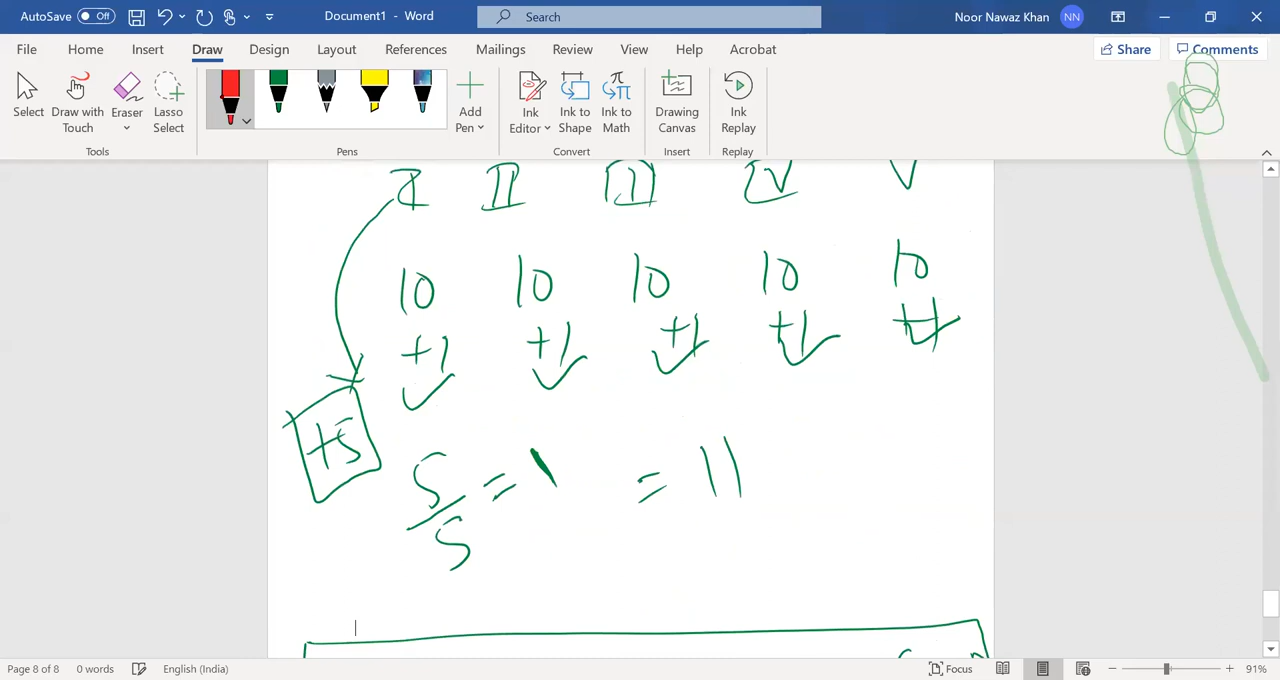 AutoSave Off Document1 - Word Search Noor Nawaz Khan NN
File Home Insert Draw Design Layout References Mailings Review View Help Acrobat Share Comments
Select Draw with Touch Eraser Lasso Select Add Pen Ink Editor Ink to Shape Ink to Math Drawing Canvas Ink Replay
Tools Pens Convert Insert Replay
I II III IV V
10 10 10 10 10
+1 +1 +1 +1 +1
+5
5/5 = 1 = 11
Page 8 of 8 0 words English (India) Focus 91%